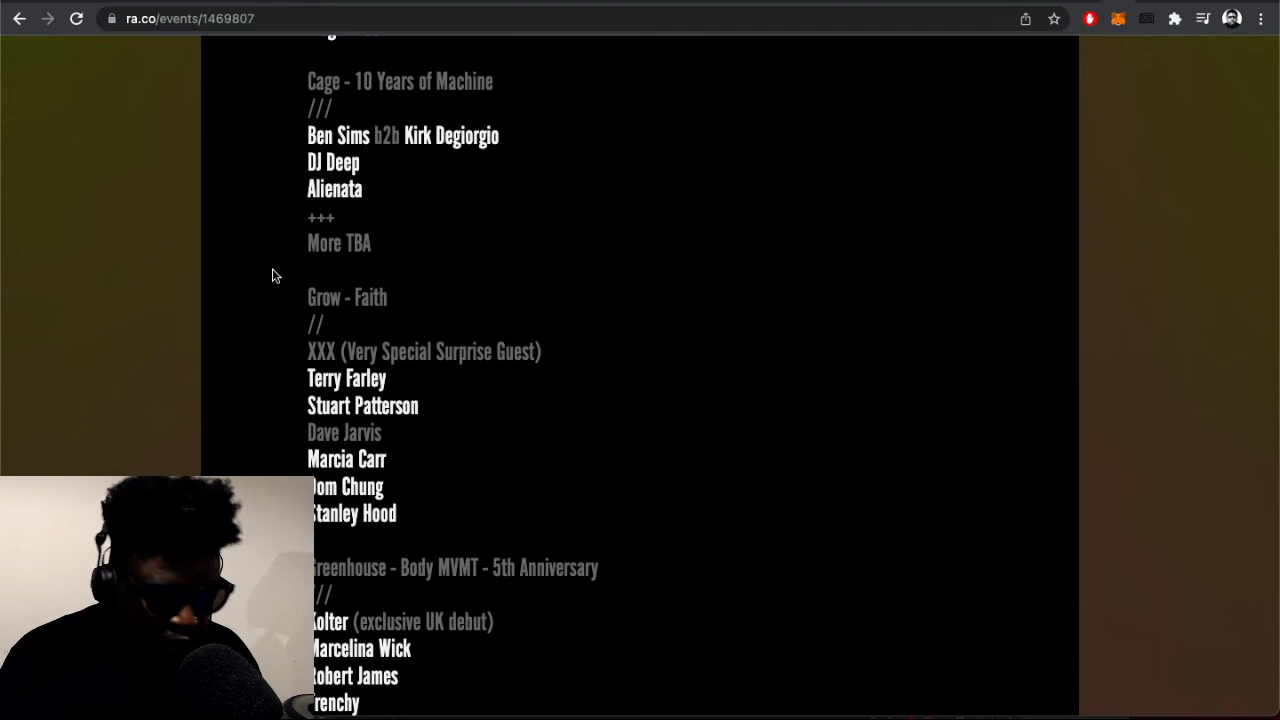 ra.co/events/1469807
Cage - 10 Years of Machine
///
Ben Sims b2b Kirk Degiorgio
DJ Deep
Alienata
+++
More TBA
Grow - Faith
//
XXX (Very Special Surprise Guest)
Terry Farley
Stuart Patterson
Dave Jarvis
Marcia Carr
Dom Chung
Stanley Hood
Greenhouse - Body MVMT - 5th Anniversary
///
Kolter (exclusive UK debut)
Marcelina Wick
Robert James
Frenchy